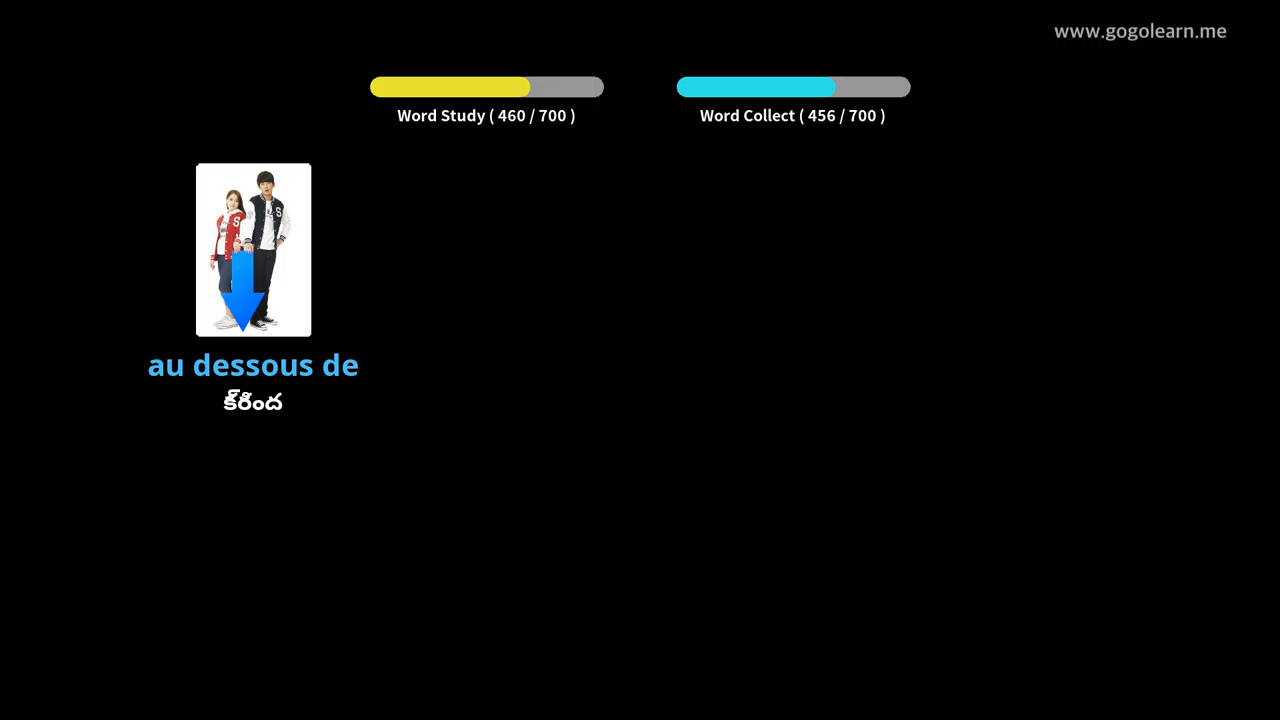 www.gogolearn.me
Word Study ( 460 / 700 )
Word Collect ( 456 / 700 )
au dessous de
క్రింద